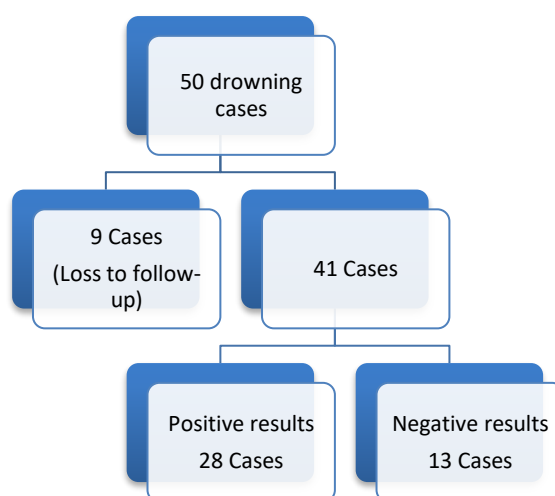 50 drowning
cases
9 Cases
(Loss to follow-
up)
41 Cases
Positive results
28 Cases
Negative results
13 Cases